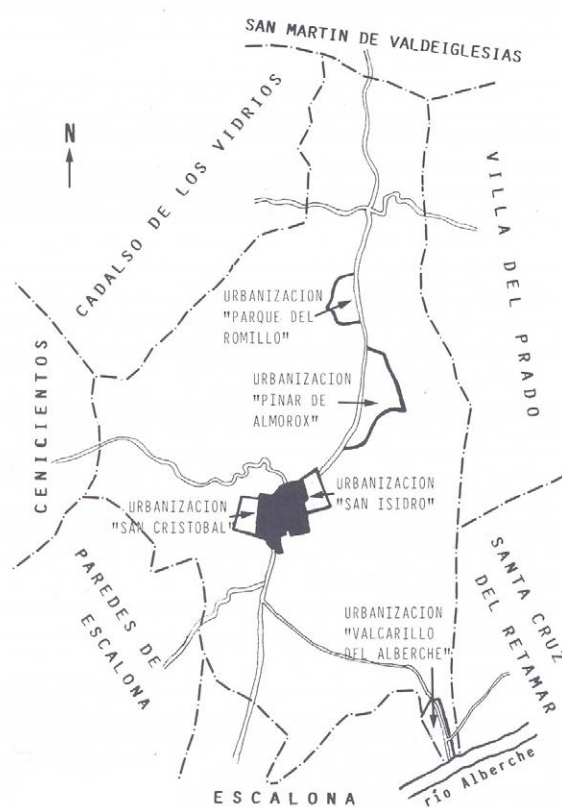 SAN MARTIN DE VALDEIGLESIAS
N
CADALSO DE LOS VIDRIOS
VILLA DEL PRADO
URBANIZACION
"PARQUE DEL
ROMILLO"
URBANIZACION
"PINAR DE
ALMOROX"
CENICIENTOS
URBANIZACION
"SAN ISIDRO"
URBANIZACION
"SAN CRISTOBAL"
PAREDES DE
ESCALONA
SANTA CRUZ
DEL RETAMAR
URBANIZACION
"VALCARILLO
DEL ALBERCHE"
río Alberche
ESCALONA